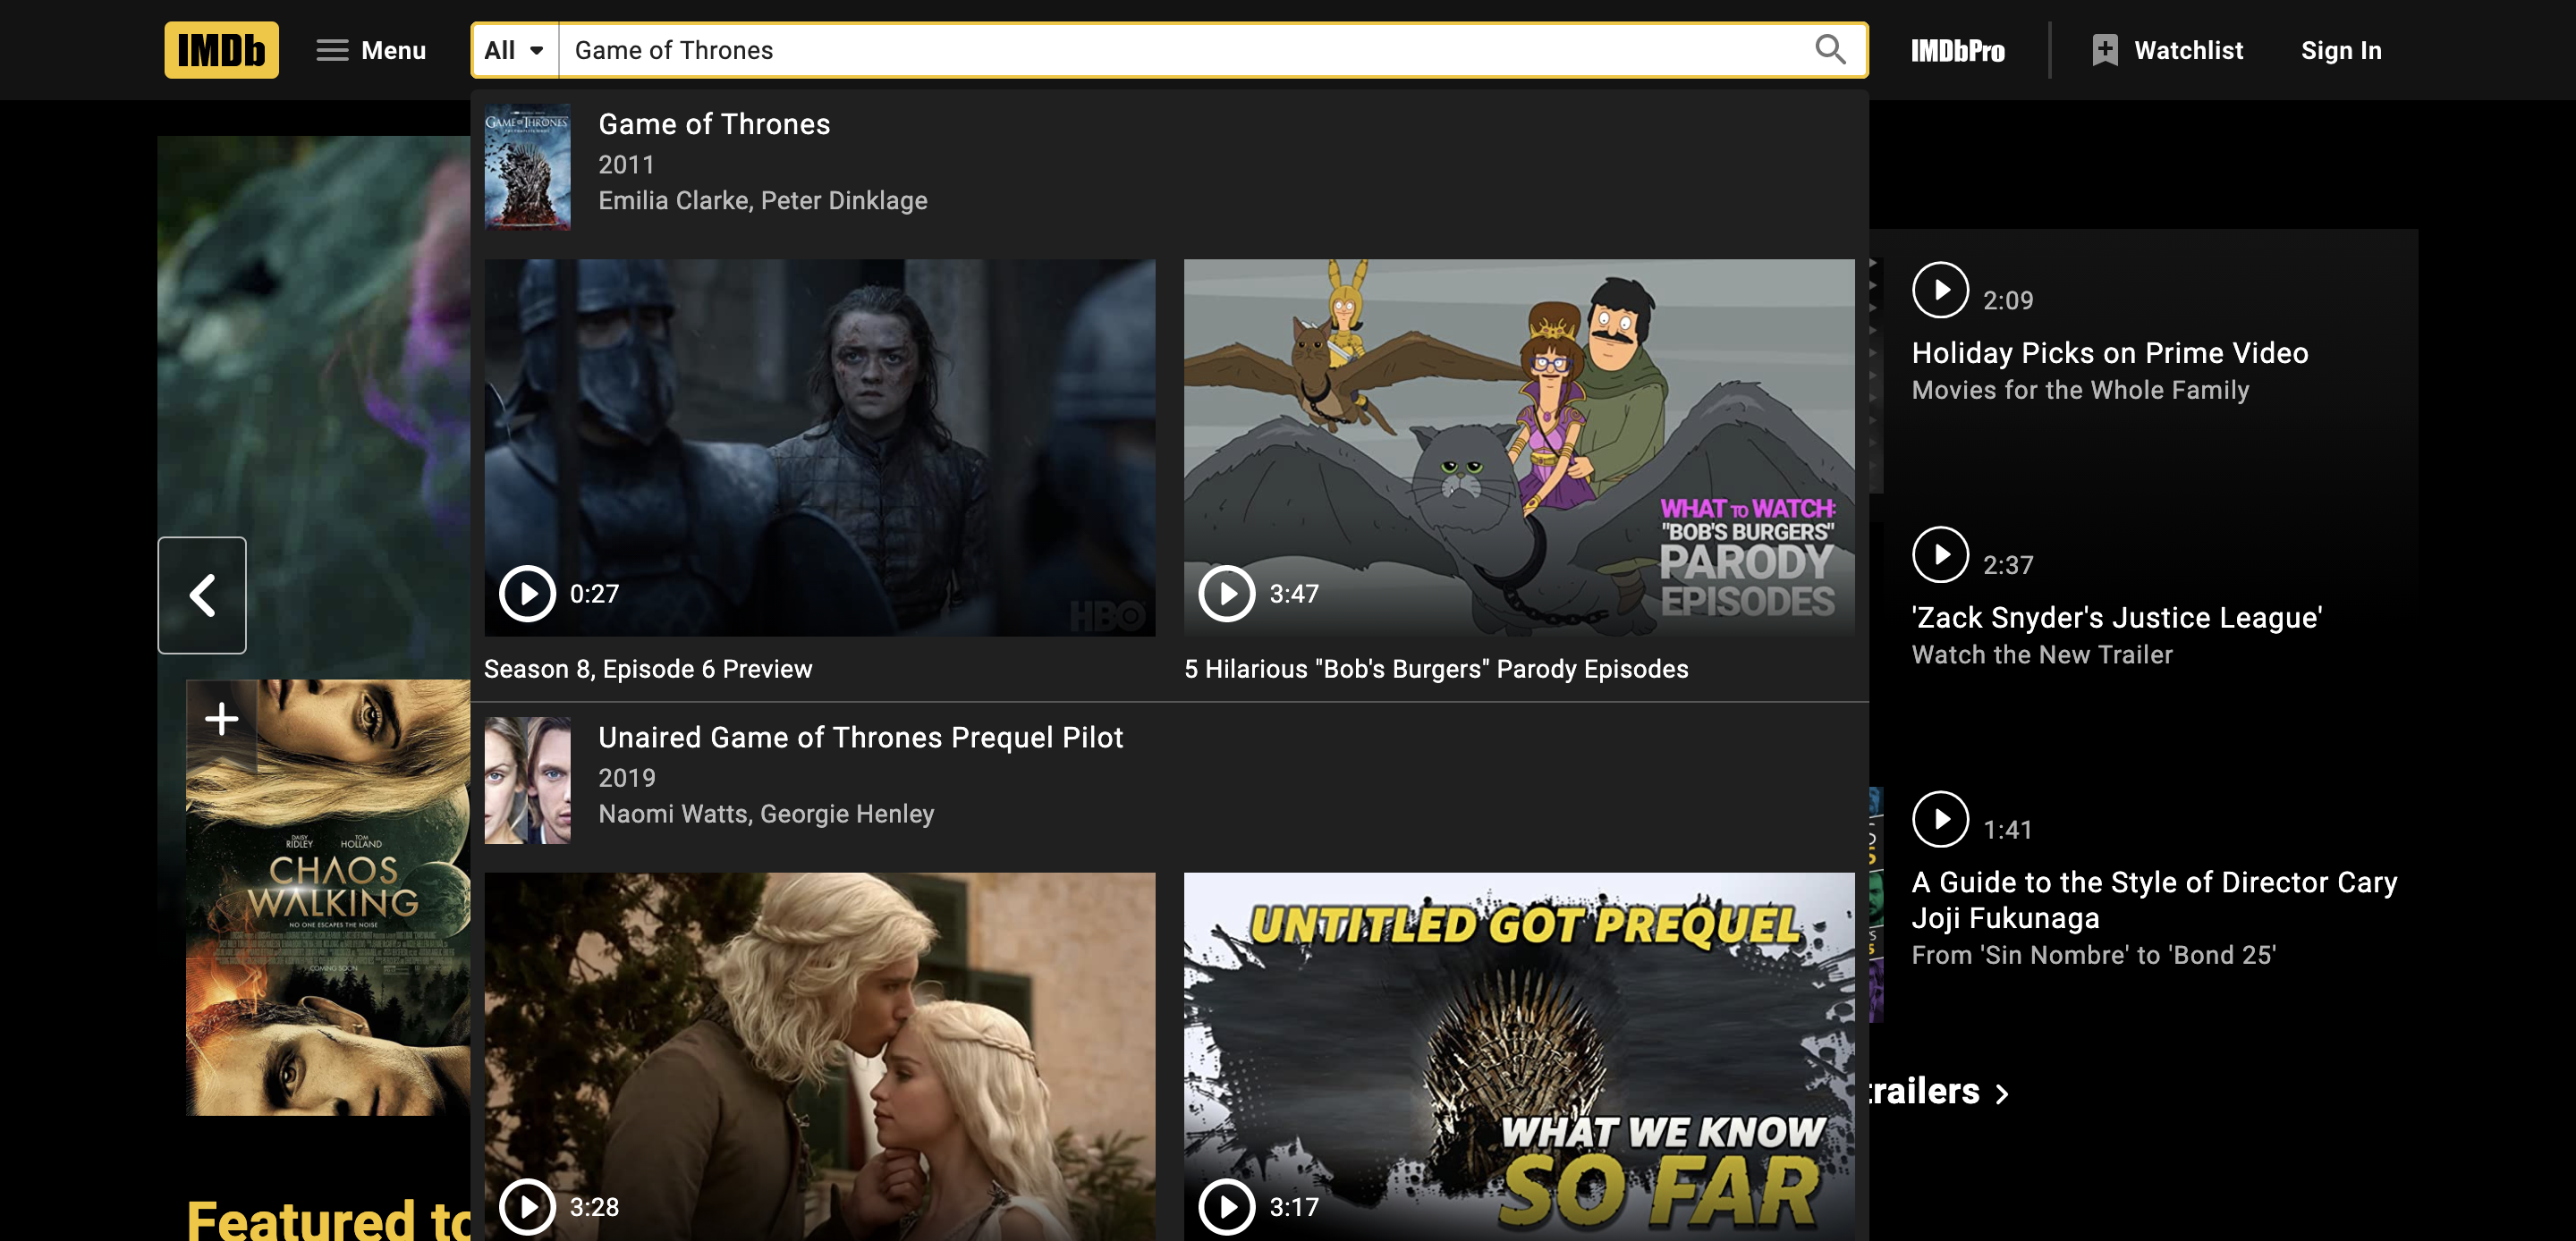 IMDb
Menu
All
Game of Thrones
IMDbPro
Watchlist
Sign In
GAME OF THRONES
Game of Thrones
2011
Emilia Clarke, Peter Dinklage
HBO
0:27
WHAT TO WATCH:
"BOB'S BURGERS"
PARODY
EPISODES
3:47
Season 8, Episode 6 Preview
5 Hilarious "Bob's Burgers" Parody Episodes
Unaired Game of Thrones Prequel Pilot
2019
Naomi Watts, Georgie Henley
3:28
UNTITLED GOT PREQUEL
WHAT WE KNOW
SO FAR
3:17
2:09
Holiday Picks on Prime Video
Movies for the Whole Family
2:37
'Zack Snyder's Justice League'
Watch the New Trailer
1:41
A Guide to the Style of Director Cary
Joji Fukunaga
From 'Sin Nombre' to 'Bond 25'
trailers
DAISY RIDLEY
TOM HOLLAND
CHAOS
WALKING
NO ONE ESCAPES THE NOISE
COMING SOON
Featured to